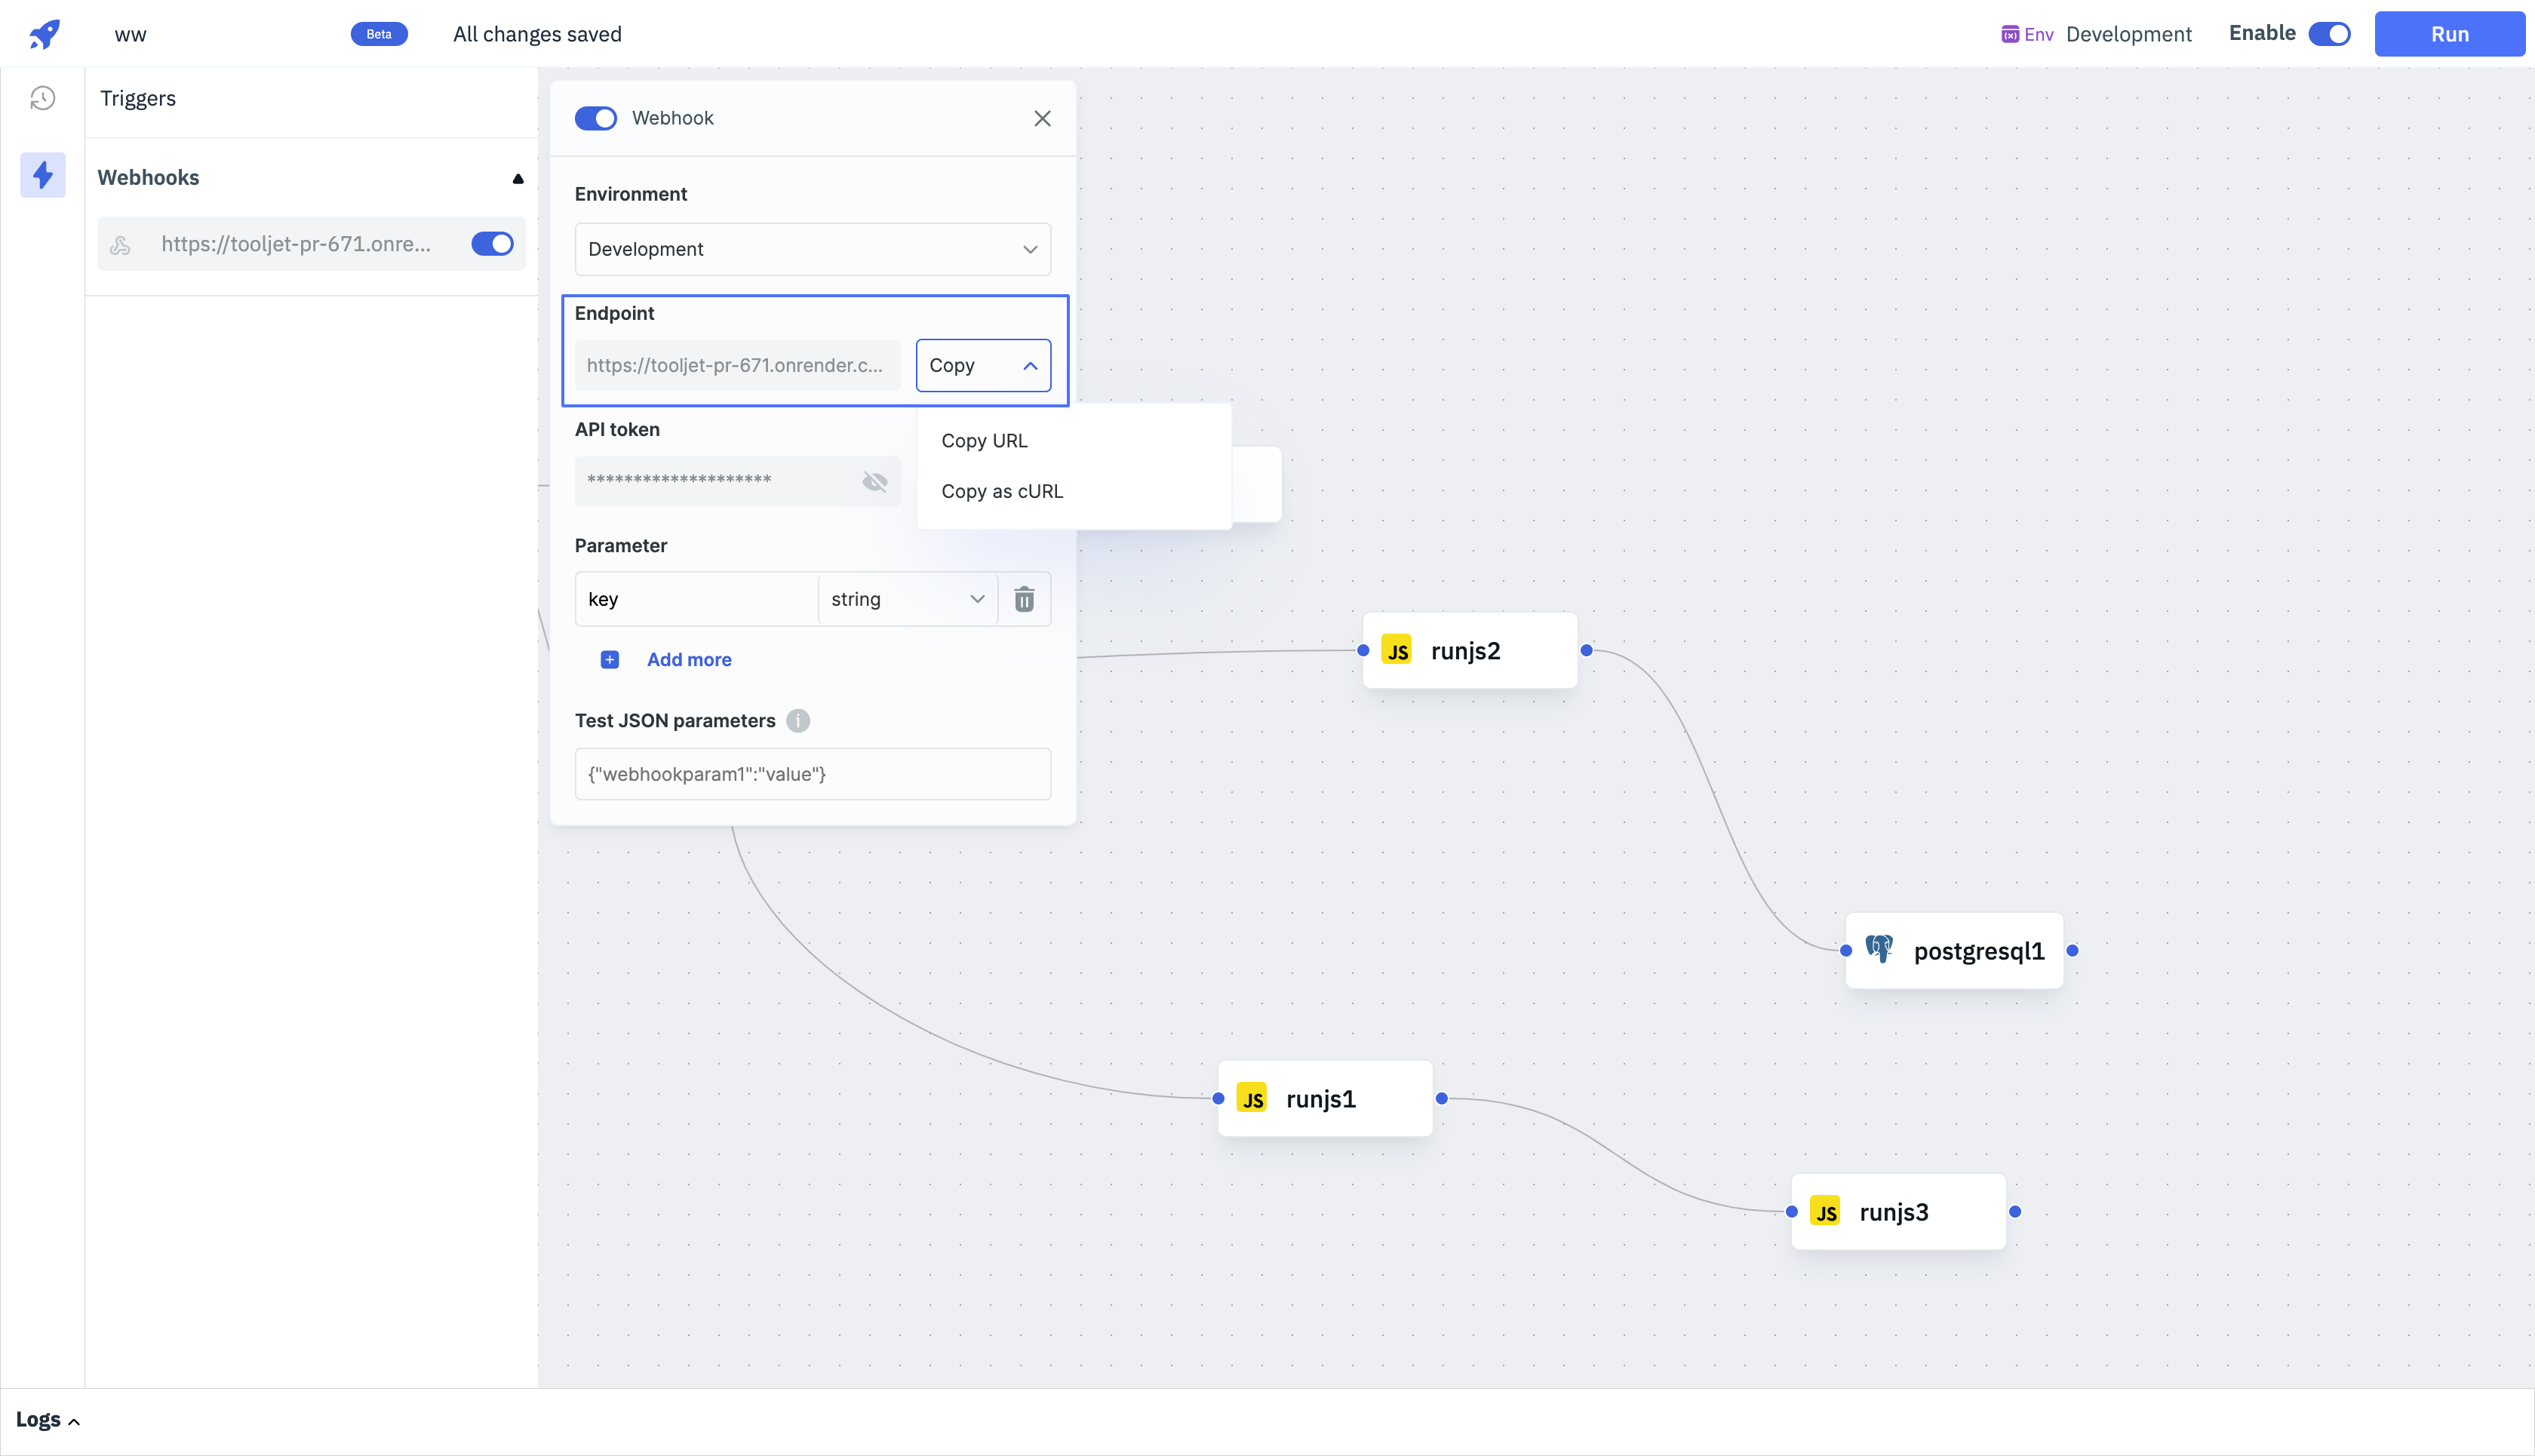 ww
Beta
All changes saved
Env
Development
Enable
Run
Triggers
Webhooks
https://tooljet-pr-671.onre...
Webhook
Environment
Development
Endpoint
https://tooljet-pr-671.onrender.c...
Copy
Copy URL
Copy as cURL
API token
********************
Parameter
key
string
Add more
Test JSON parameters
{"webhookparam1":"value"}
JS runjs2
postgresql1
JS runjs1
JS runjs3
Logs